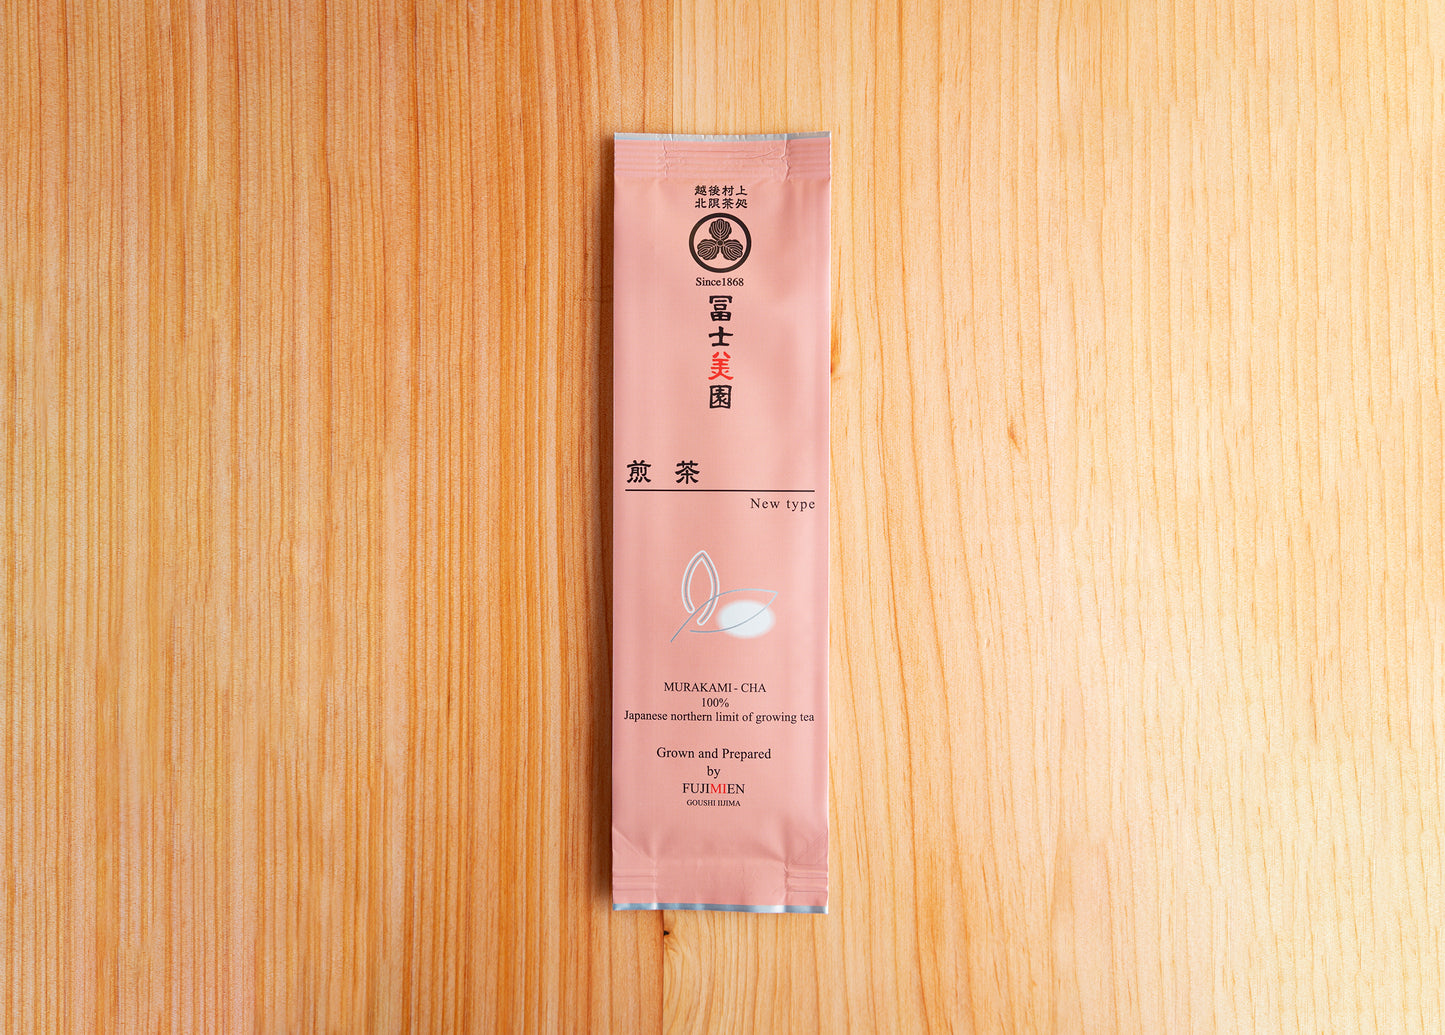 越後村上
北限茶処
Since1868
冨士美園
煎茶
New type
MURAKAMI - CHA
100%
Japanese northern limit of growing tea
Grown and Prepared
by
FUJIMIEN
GOUSHI IIJIMA